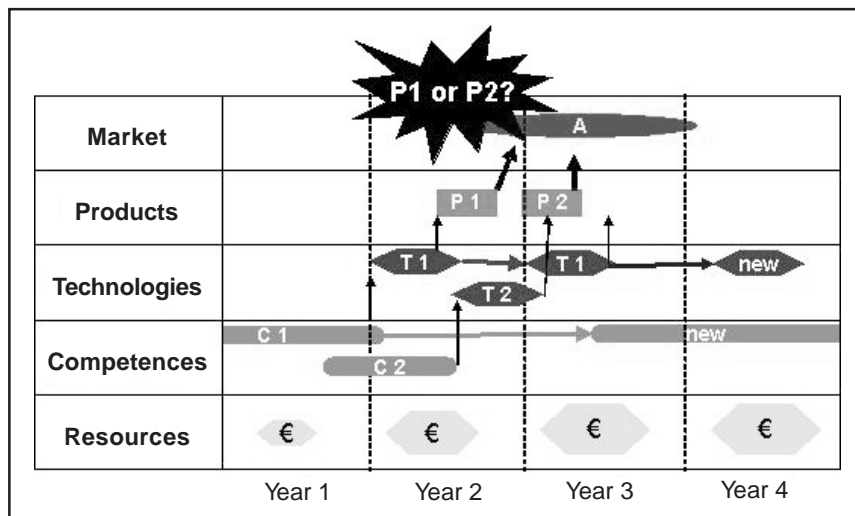 P1 or P2?
Market
A
Products
P 1
P 2
Technologies
T 1
T 1
new
T 2
Competences
C 1
new
C 2
Resources
€
€
€
€
Year 1
Year 2
Year 3
Year 4